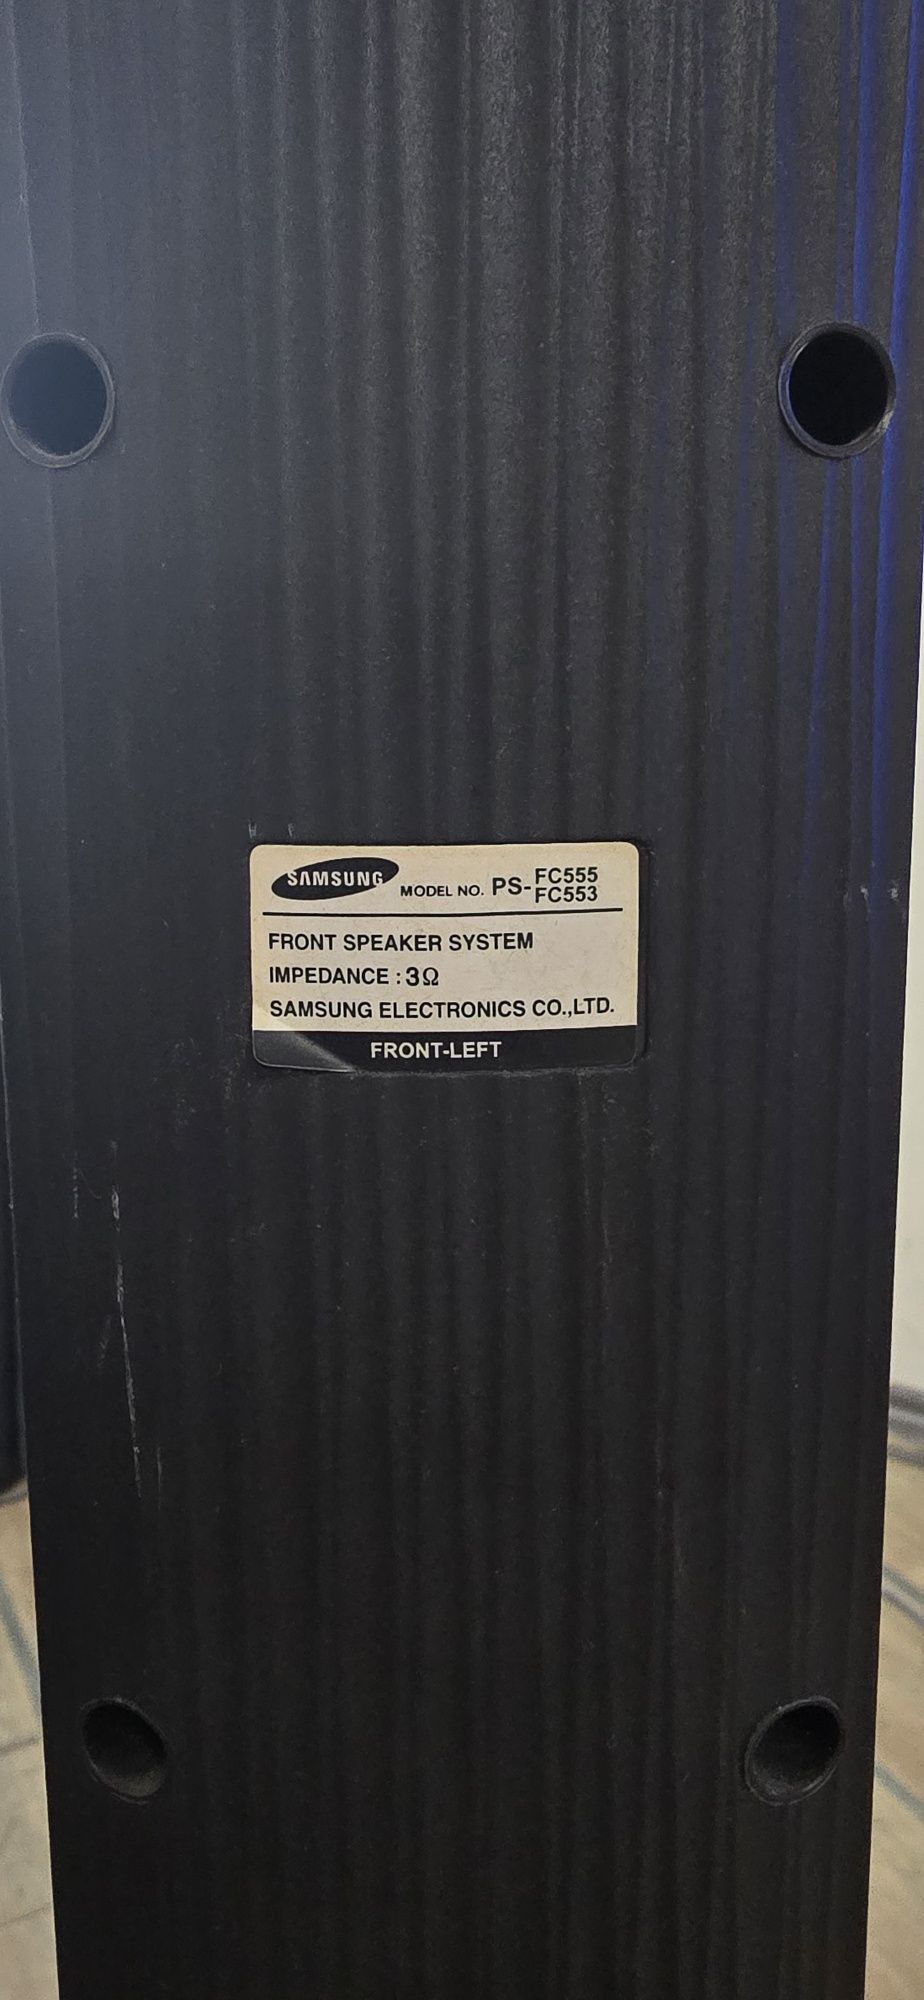 SAMSUNG MODEL NO. PS-FC555
FC553
FRONT SPEAKER SYSTEM
IMPEDANCE : 3Ω
SAMSUNG ELECTRONICS CO.,LTD.
FRONT-LEFT